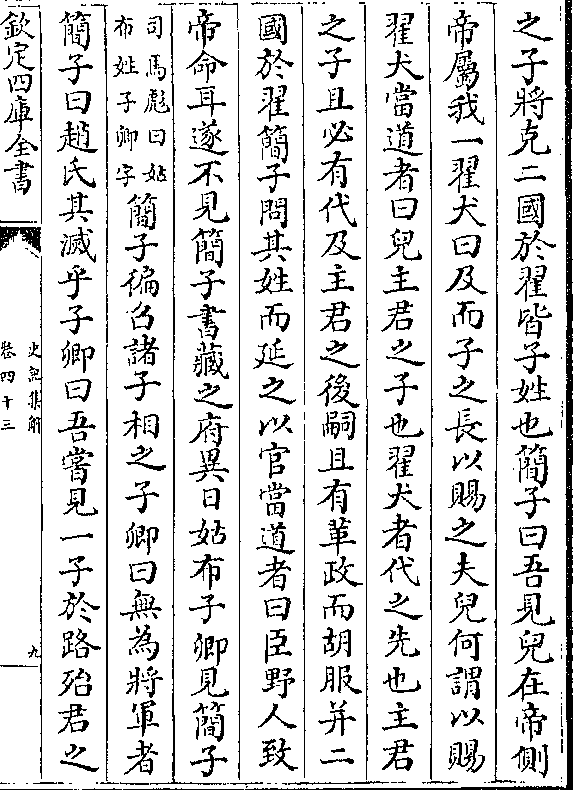 之子將克二國於翟皆子姓也簡子曰吾見兒在帝側
帝屬我一翟犬曰及而子之長以賜之夫兒何謂以賜
翟犬當道者曰兒主君之子也翟犬者代之先也主君
之子且必有代及主君之後嗣且有革政而胡服并二
國於翟簡子問其姓而延之以官當道者曰臣野人致
帝命耳遂不見簡子書藏之府異日姑布子卿見簡子
司馬彪曰姑
布姓子卿字
簡子徧召諸子相之子卿曰無為將軍者
簡子曰趙氏其滅乎子卿曰吾嘗見一子於路殆君之
欽定四庫全書
史記集解
卷四十三
九